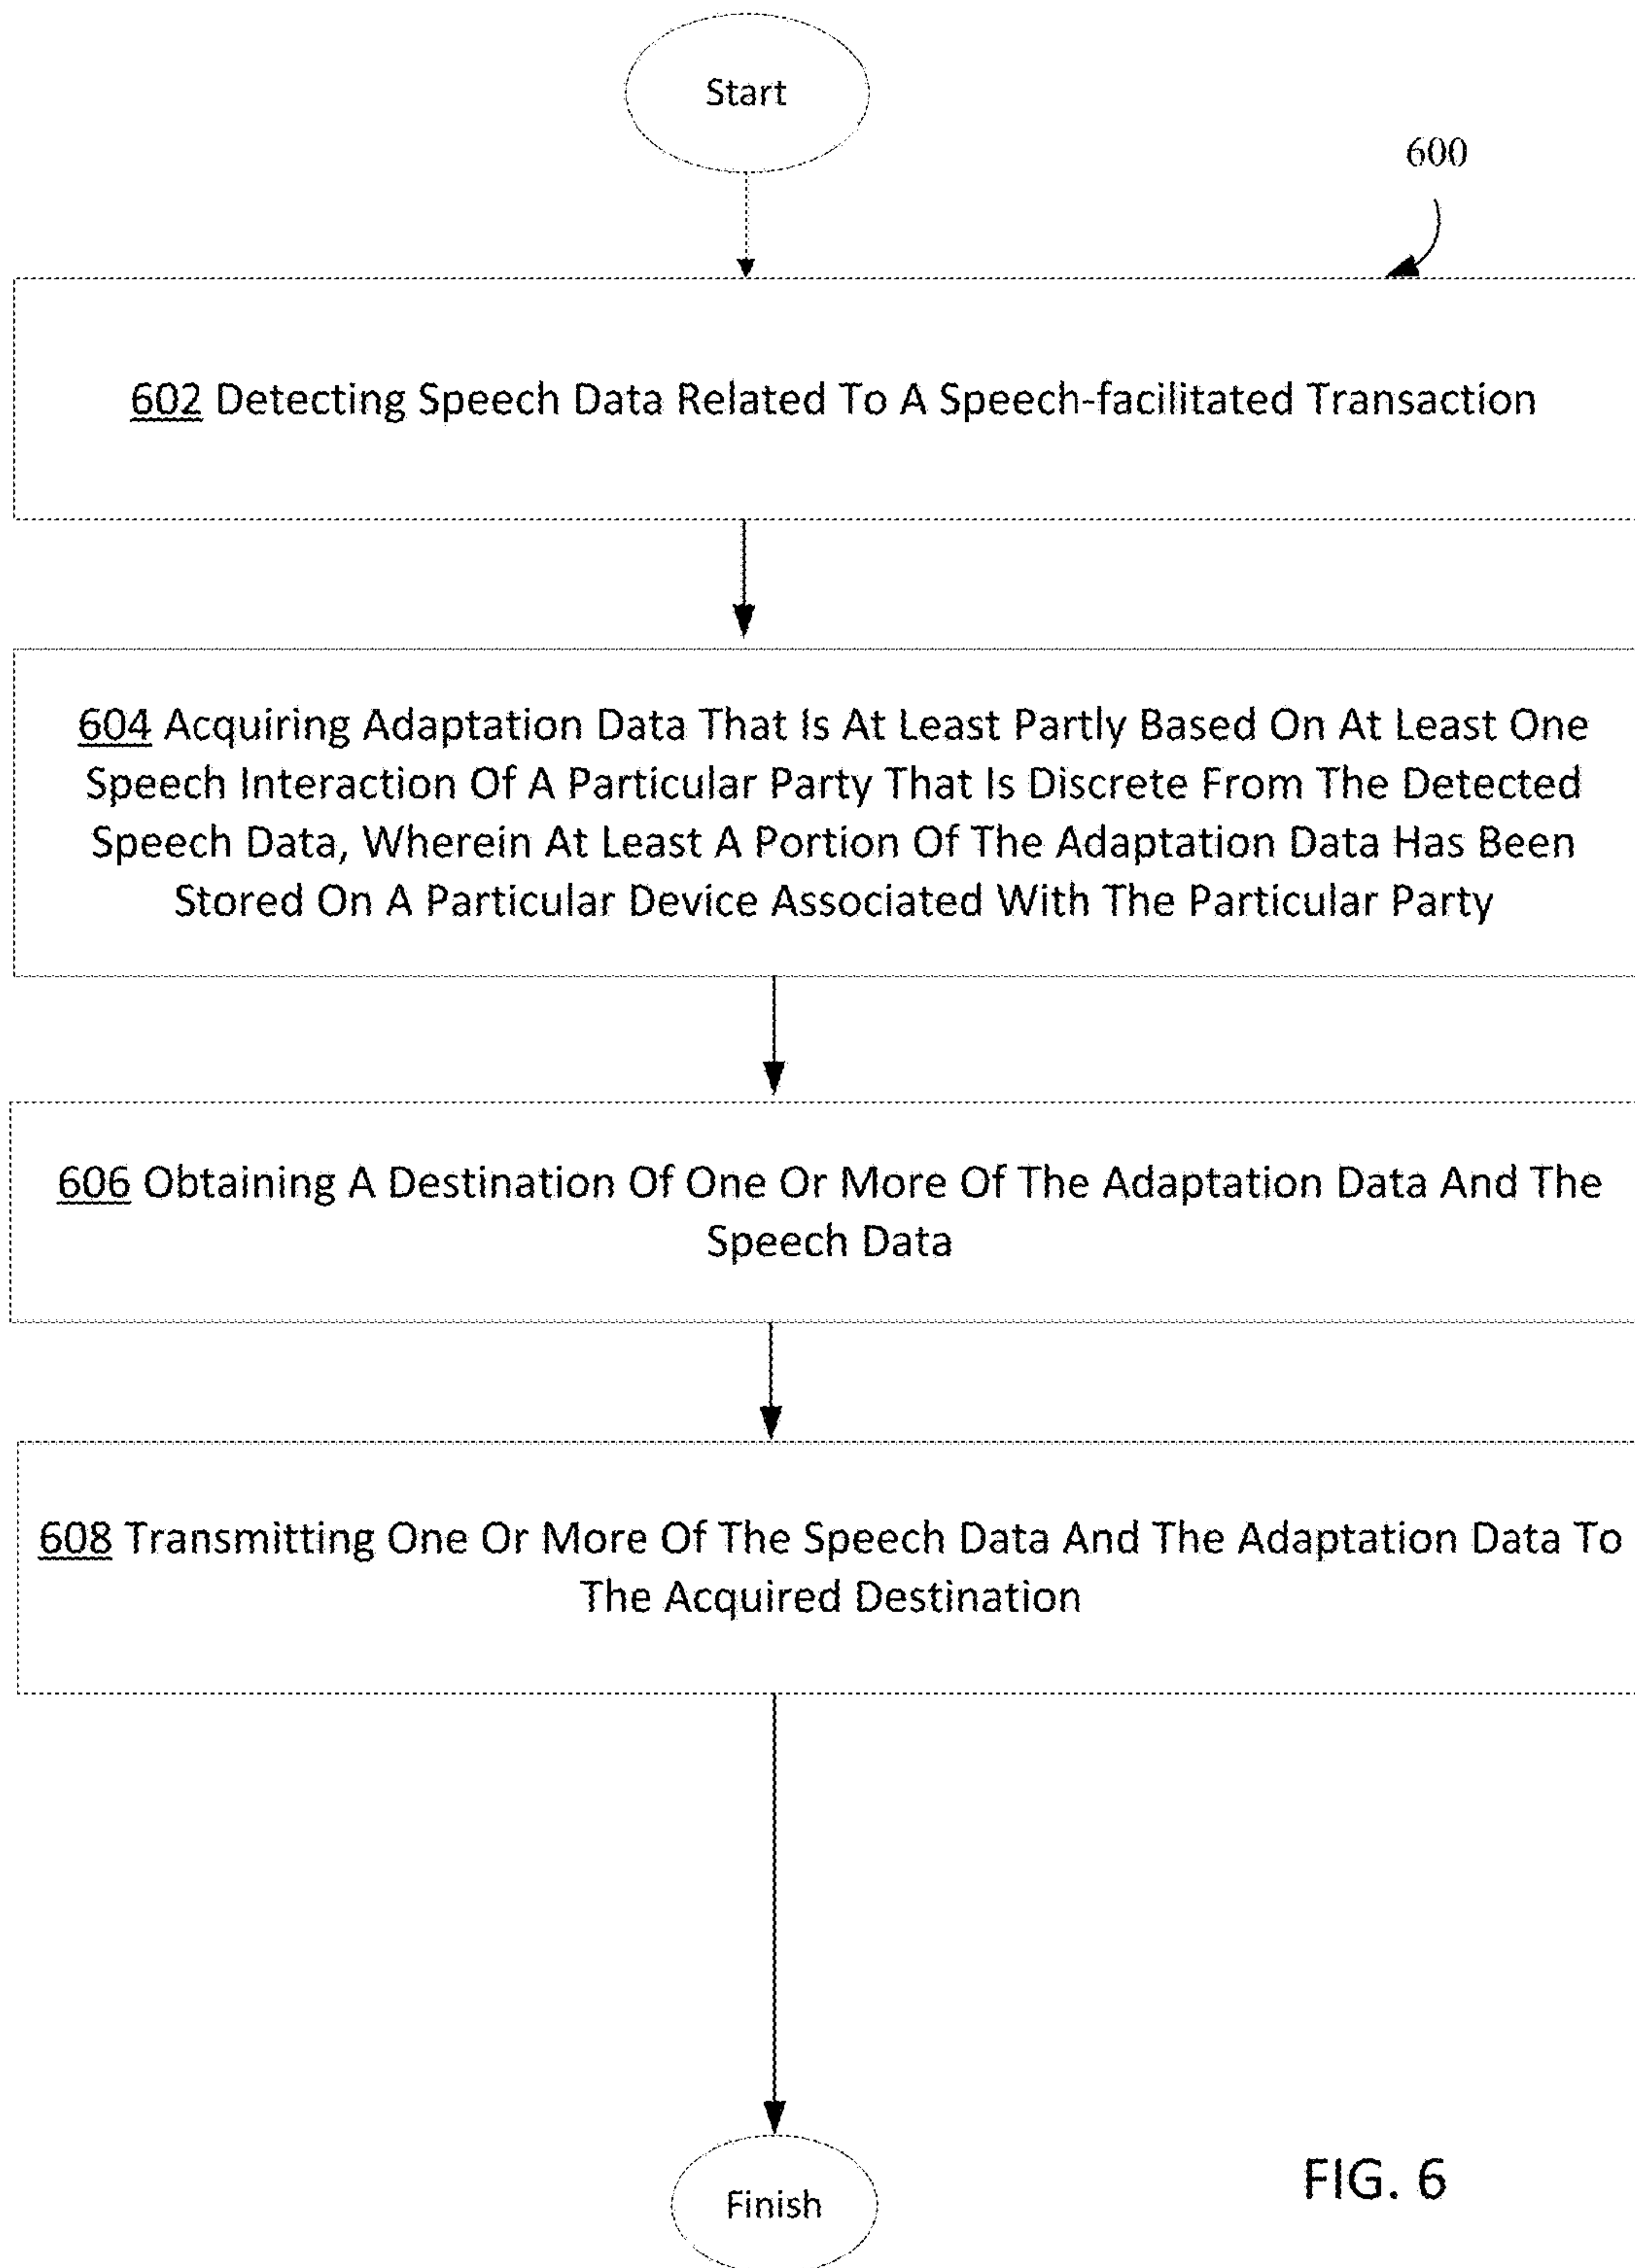 Start
600
602 Detecting Speech Data Related To A Speech-facilitated Transaction
604 Acquiring Adaptation Data That Is At Least Partly Based On At Least One
Speech Interaction Of A Particular Party That Is Discrete From The Detected
Speech Data, Wherein At Least A Portion Of The Adaptation Data Has Been
Stored On A Particular Device Associated With The Particular Party
606 Obtaining A Destination Of One Or More Of The Adaptation Data And The
Speech Data
608 Transmitting One Or More Of The Speech Data And The Adaptation Data To
The Acquired Destination
Finish
FIG. 6